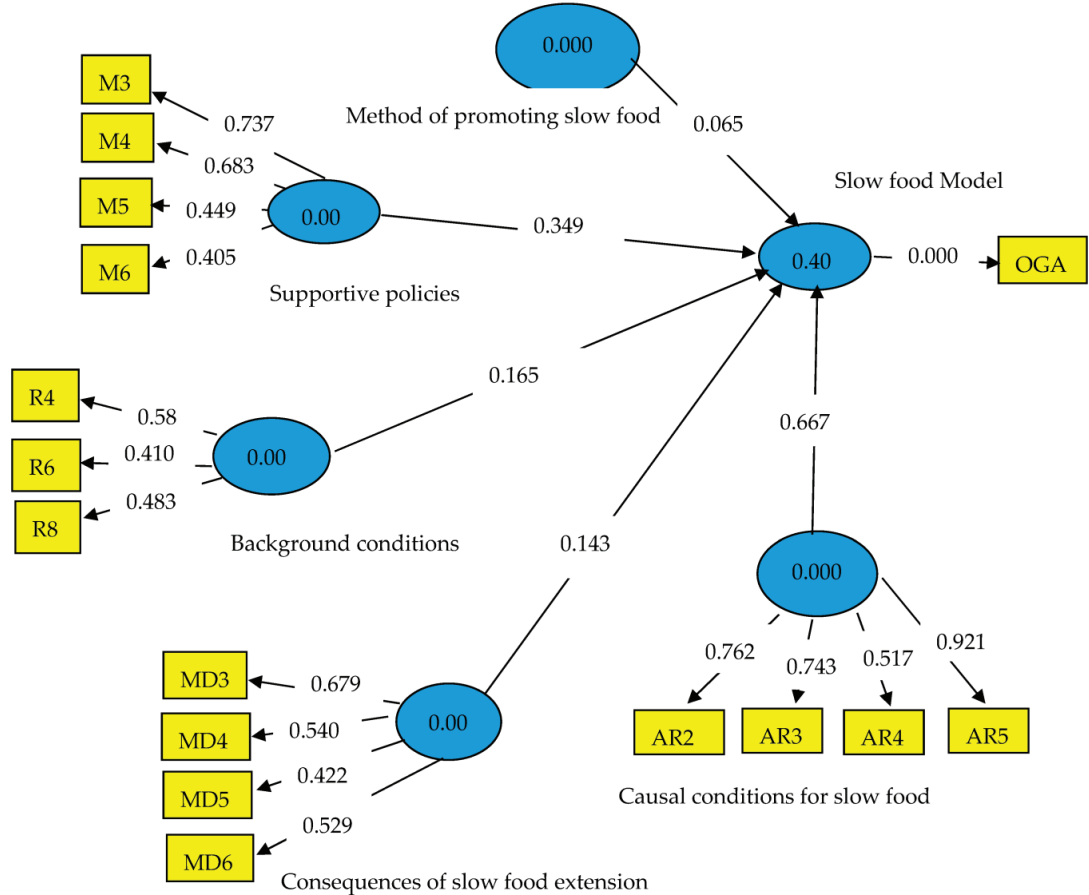 0.000
Method of promoting slow food
0.065
M3
M4
M5
M6
0.737
0.683
0.449
0.405
0.00
Supportive policies
0.349
Slow food Model
0.40
0.000
OGA
R4
R6
R8
0.58
0.410
0.483
0.00
Background conditions
0.165
0.143
0.667
MD3
MD4
MD5
MD6
0.679
0.540
0.422
0.529
0.00
Consequences of slow food extension
0.000
0.762
0.743
0.517
0.921
AR2
AR3
AR4
AR5
Causal conditions for slow food